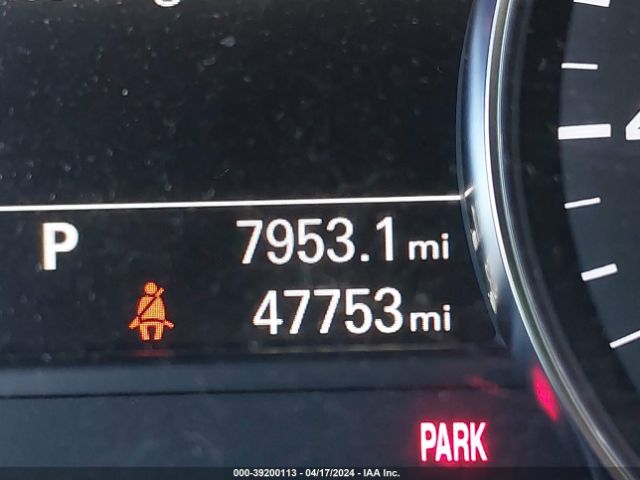 P 7953.1 mi
47753 mi
PARK
000-39200113 - 04/17/2024 - IAA Inc.